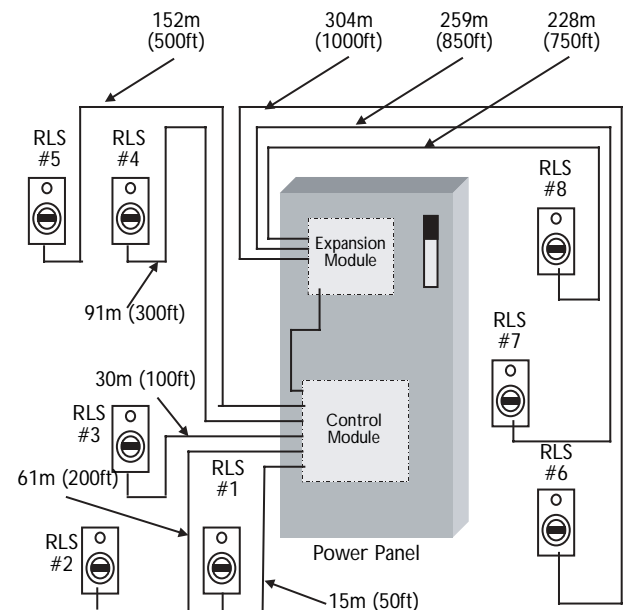 152m
(500ft)
304m
(1000ft)
259m
(850ft)
228m
(750ft)
RLS
#5
RLS
#4
RLS
#8
Expansion
Module
91m (300ft)
RLS
#7
30m (100ft)
RLS
#3
Control
Module
61m (200ft)
RLS
#1
RLS
#6
RLS
#2
Power Panel
15m (50ft)